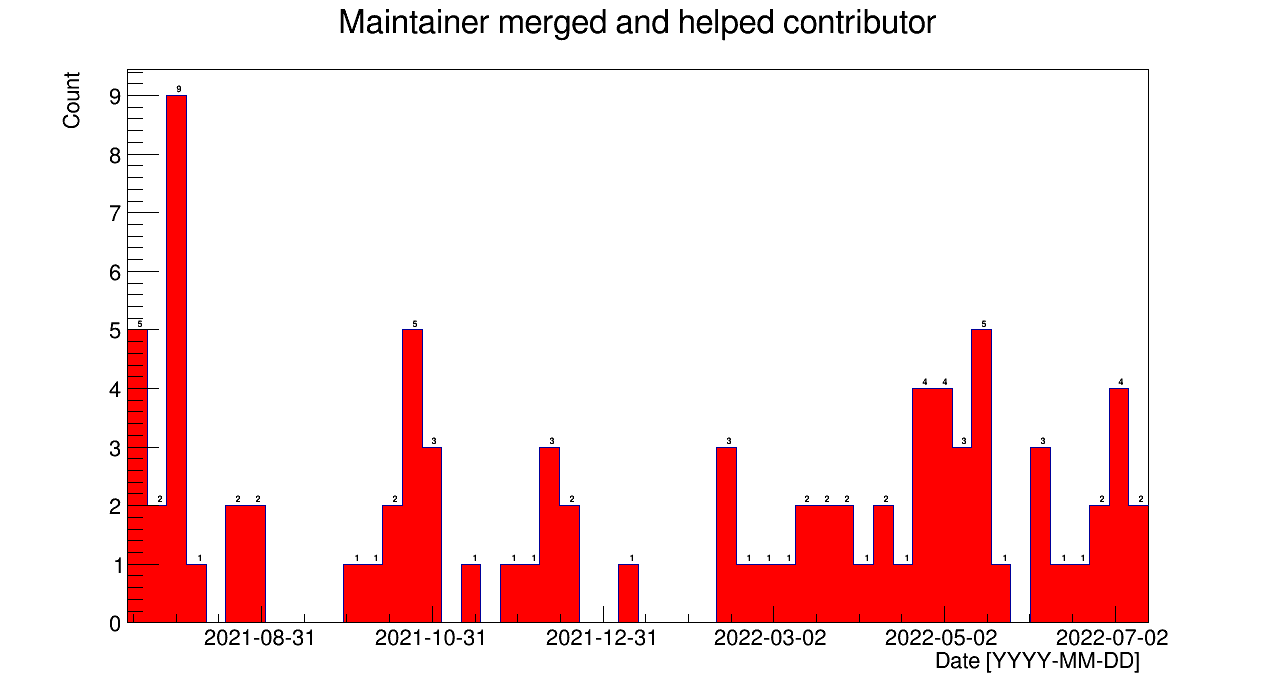 Maintainer merged and helped contributor
Count
9
8
7
6
5
4
3
2
1
0
5 2 9 1 2 2 1 1 2 5 3 1 1 1 3 2 1 3 1 1 1 2 2 2 1 2 1 4 4 3 5 1 3 1 1 2 4 2
2021-08-31 2021-10-31 2021-12-31 2022-03-02 2022-05-02 2022-07-02
Date [YYYY-MM-DD]